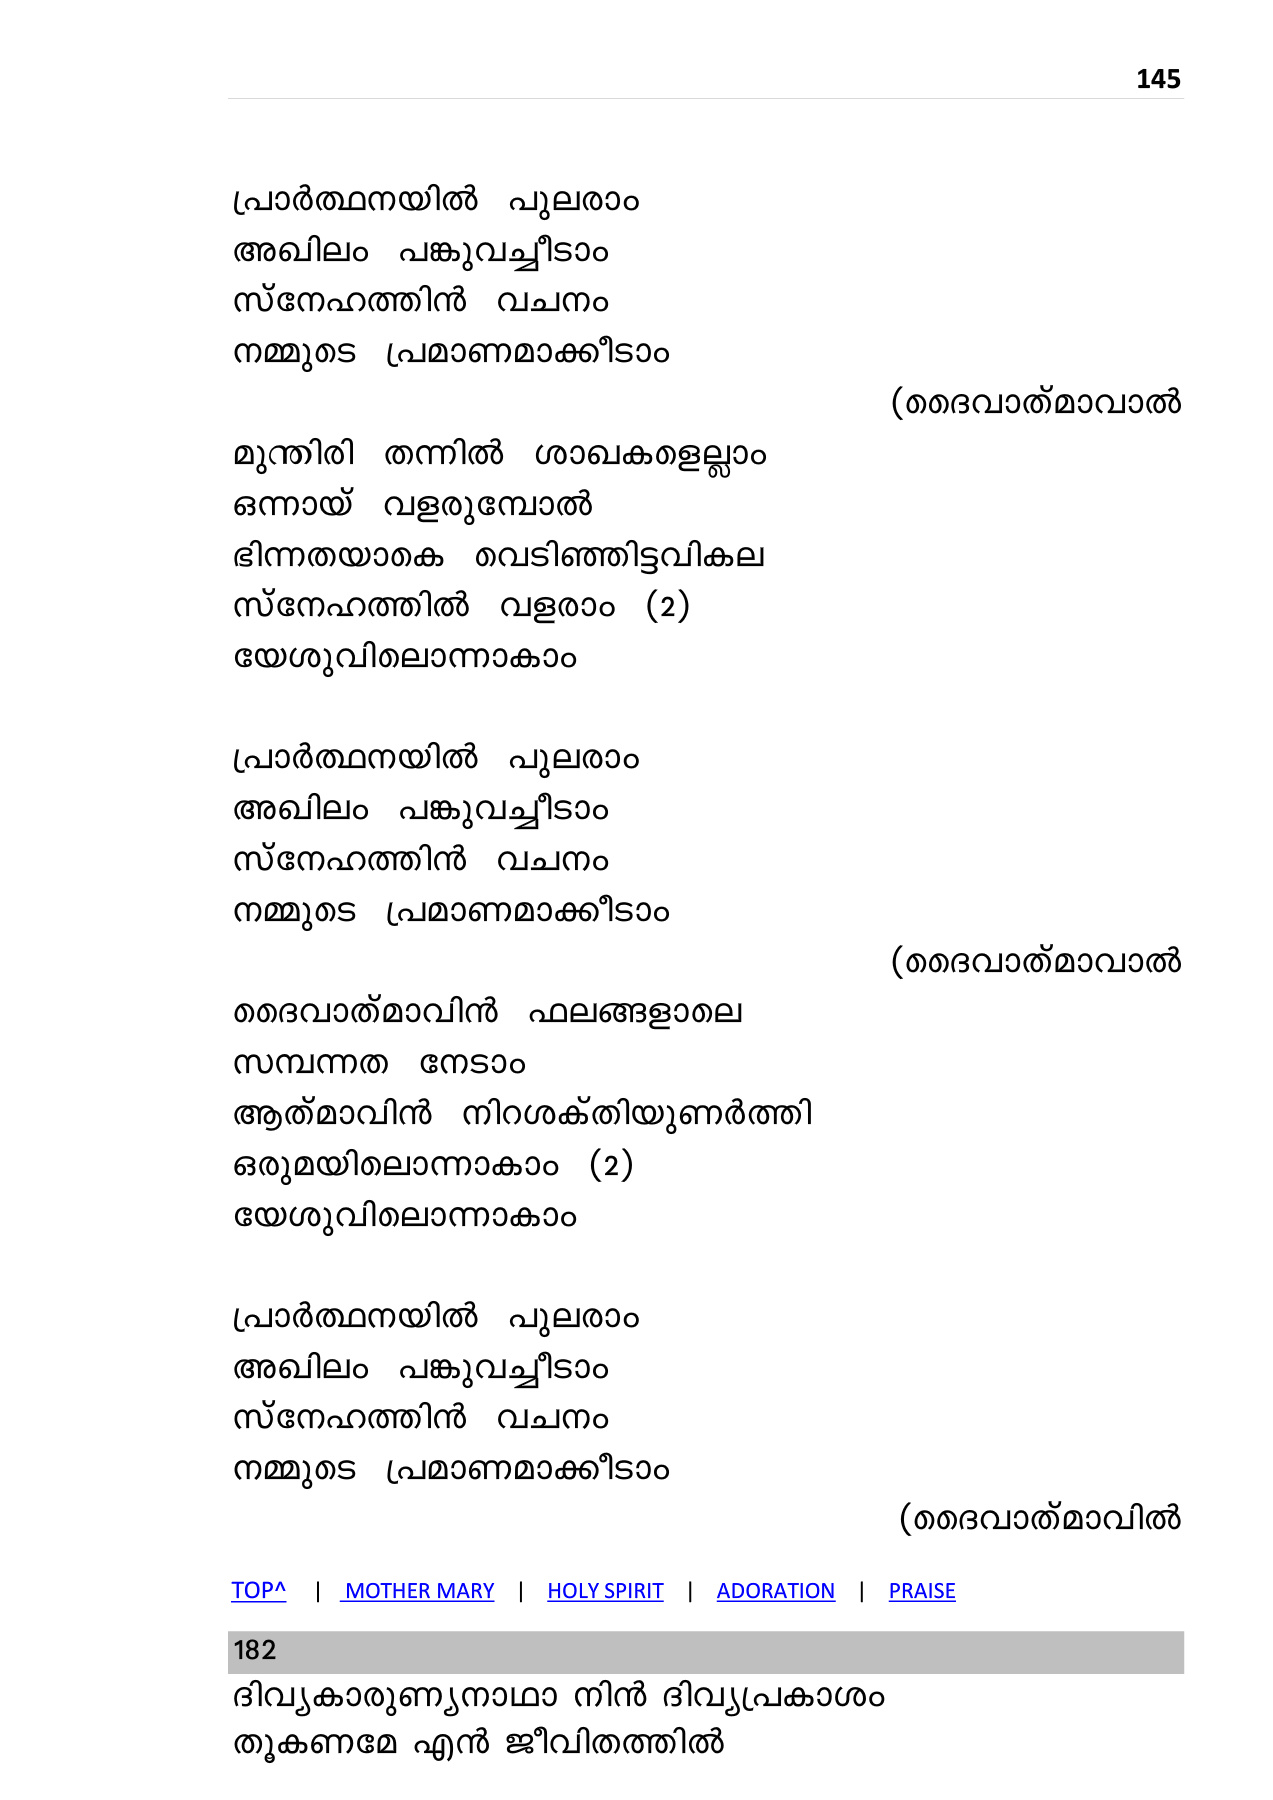 145
പ്രാർത്ഥനയിൽ പുലരാം
അഖിലം പങ്കുവച്ചീടാം
സ്നേഹത്തിൻ വചനം
നമ്മുടെ പ്രമാണമാക്കീടാം
(ദൈവാത്മാവാൽ
മുന്തിരി തന്നിൽ ശാഖകളെല്ലാം
ഒന്നായ് വളരുമ്പോൽ
ഭിന്നതയാകെ വെടിഞ്ഞിട്ടവികല
സ്നേഹത്തിൽ വളരാം (2)
യേശുവിലൊന്നാകാം
പ്രാർത്ഥനയിൽ പുലരാം
അഖിലം പങ്കുവച്ചീടാം
സ്നേഹത്തിൻ വചനം
നമ്മുടെ പ്രമാണമാക്കീടാം
(ദൈവാത്മാവാൽ
ദൈവാത്മാവിൻ ഫലങ്ങളാലെ
സമ്പന്നത നേടാം
ആത്മാവിൻ നിറശക്തിയുണർത്തി
ഒരുമയിലൊന്നാകാം (2)
യേശുവിലൊന്നാകാം
പ്രാർത്ഥനയിൽ പുലരാം
അഖിലം പങ്കുവച്ചീടാം
സ്നേഹത്തിൻ വചനം
നമ്മുടെ പ്രമാണമാക്കീടാം
(ദൈവാത്മാവിൽ
TOP^ | MOTHER MARY | HOLY SPIRIT | ADORATION | PRAISE
182
ദിവ്യകാരുണ്യനാഥാ നിൻ ദിവ്യപ്രകാശം
തൂകണമേ എൻ ജീവിതത്തിൽ